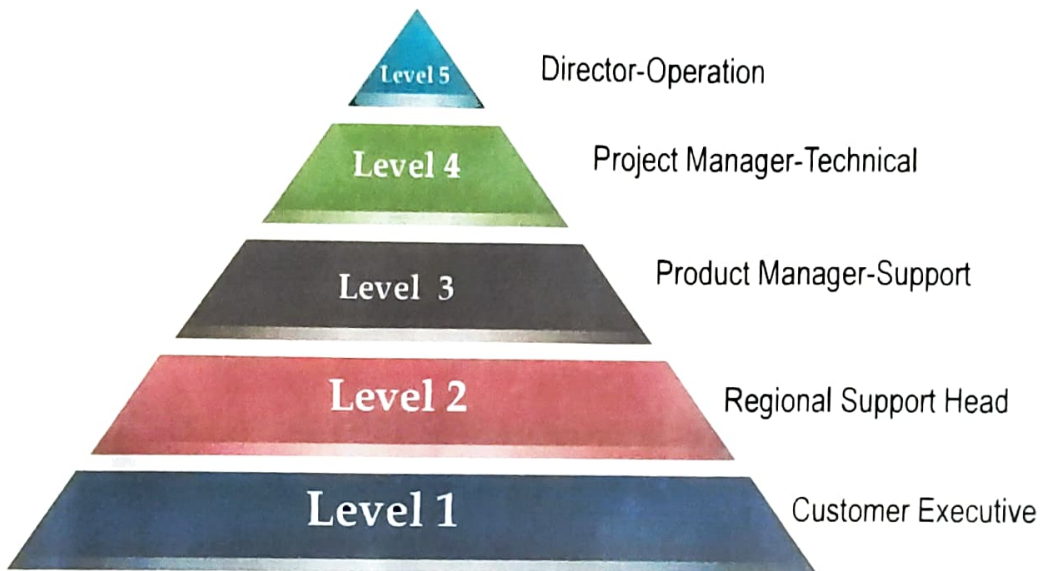 Level 5 Director-Operation
Level 4 Project Manager-Technical
Level 3 Product Manager-Support
Level 2 Regional Support Head
Level 1 Customer Executive